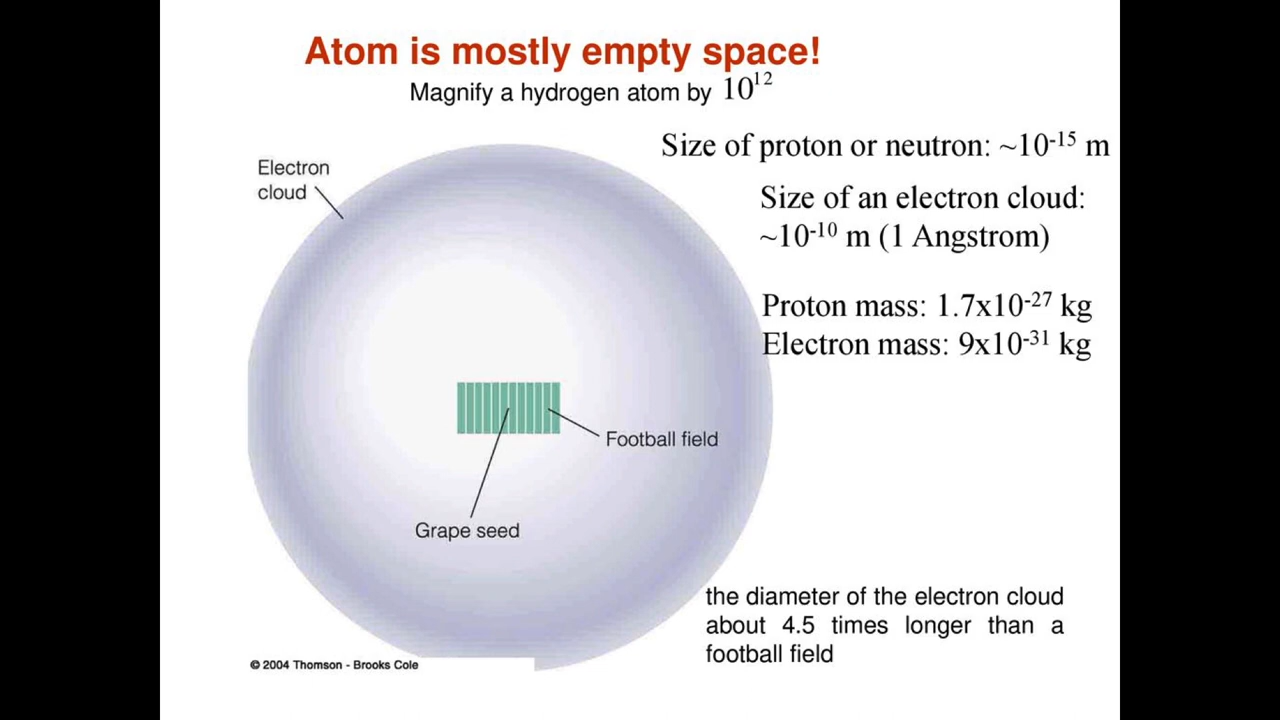 Atom is mostly empty space!
Magnify a hydrogen atom by 10¹²
Size of proton or neutron: ~10⁻¹⁵ m
Electron
cloud
Size of an electron cloud:
~10⁻¹⁰ m (1 Angstrom)
Proton mass: 1.7x10⁻²⁷ kg
Electron mass: 9x10⁻³¹ kg
Football field
Grape seed
the diameter of the electron cloud
about 4.5 times longer than a
football field
© 2004 Thomson - Brooks Cole